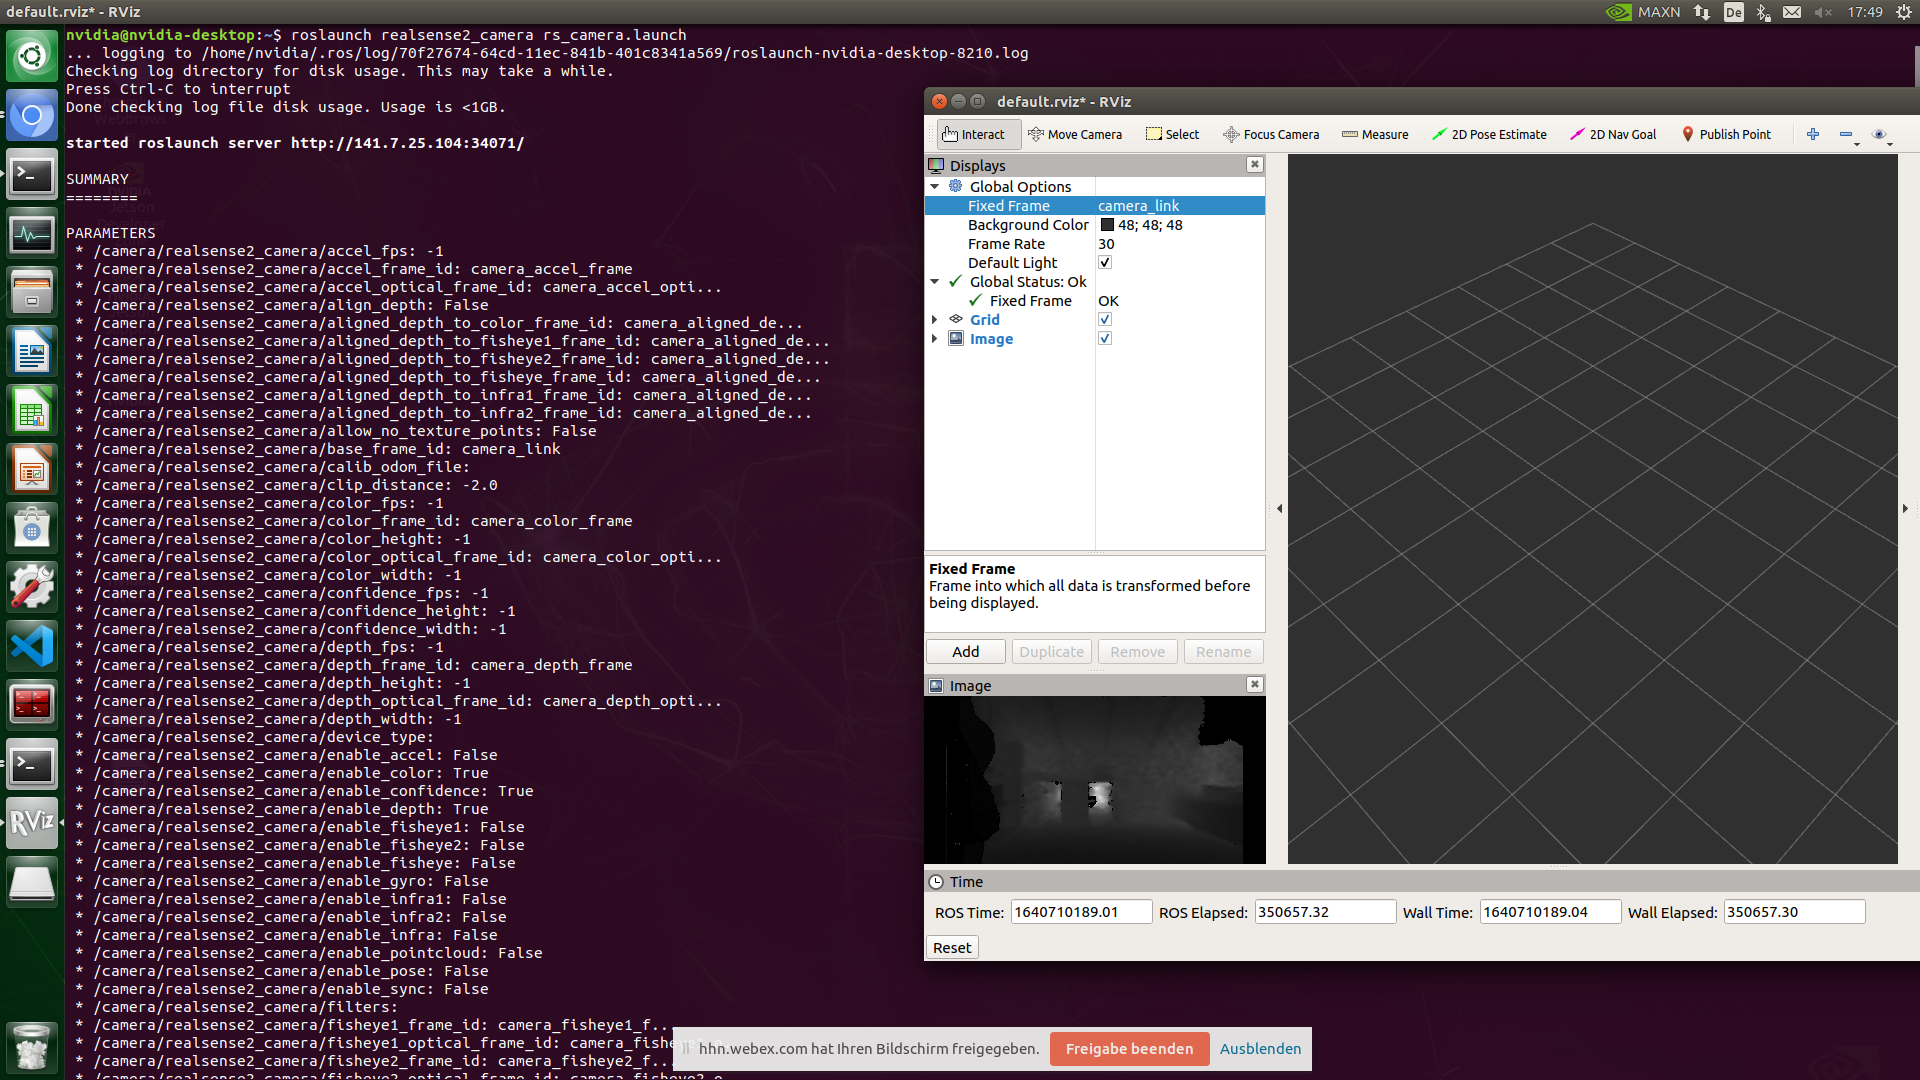 default.rviz* - RViz
MAXN
De
17:49
nvidia@nvidia-desktop:~$ roslaunch realsense2_camera rs_camera.launch
... logging to /home/nvidia/.ros/log/70f27674-64cd-11ec-841b-401c8341a569/roslaunch-nvidia-desktop-8210.log
Checking log directory for disk usage. This may take a while.
Press Ctrl-C to interrupt
Done checking log file disk usage. Usage is <1GB.
started roslaunch server http://141.7.25.104:34071/
SUMMARY
========
PARAMETERS
* /camera/realsense2_camera/accel_fps: -1
* /camera/realsense2_camera/accel_frame_id: camera_accel_frame
* /camera/realsense2_camera/accel_optical_frame_id: camera_accel_opti...
* /camera/realsense2_camera/align_depth: False
* /camera/realsense2_camera/aligned_depth_to_color_frame_id: camera_aligned_de...
* /camera/realsense2_camera/aligned_depth_to_fisheye1_frame_id: camera_aligned_de...
* /camera/realsense2_camera/aligned_depth_to_fisheye2_frame_id: camera_aligned_de...
* /camera/realsense2_camera/aligned_depth_to_fisheye_frame_id: camera_aligned_de...
* /camera/realsense2_camera/aligned_depth_to_infra1_frame_id: camera_aligned_de...
* /camera/realsense2_camera/aligned_depth_to_infra2_frame_id: camera_aligned_de...
* /camera/realsense2_camera/allow_no_texture_points: False
* /camera/realsense2_camera/base_frame_id: camera_link
* /camera/realsense2_camera/calib_odom_file:
* /camera/realsense2_camera/clip_distance: -2.0
* /camera/realsense2_camera/color_fps: -1
* /camera/realsense2_camera/color_frame_id: camera_color_frame
* /camera/realsense2_camera/color_height: -1
* /camera/realsense2_camera/color_optical_frame_id: camera_color_opti...
* /camera/realsense2_camera/color_width: -1
* /camera/realsense2_camera/confidence_fps: -1
* /camera/realsense2_camera/confidence_height: -1
* /camera/realsense2_camera/confidence_width: -1
* /camera/realsense2_camera/depth_fps: -1
* /camera/realsense2_camera/depth_frame_id: camera_depth_frame
* /camera/realsense2_camera/depth_height: -1
* /camera/realsense2_camera/depth_optical_frame_id: camera_depth_opti...
* /camera/realsense2_camera/depth_width: -1
* /camera/realsense2_camera/device_type:
* /camera/realsense2_camera/enable_accel: False
* /camera/realsense2_camera/enable_color: True
* /camera/realsense2_camera/enable_confidence: True
* /camera/realsense2_camera/enable_depth: True
* /camera/realsense2_camera/enable_fisheye1: False
* /camera/realsense2_camera/enable_fisheye2: False
* /camera/realsense2_camera/enable_fisheye: False
* /camera/realsense2_camera/enable_gyro: False
* /camera/realsense2_camera/enable_infra1: False
* /camera/realsense2_camera/enable_infra2: False
* /camera/realsense2_camera/enable_infra: False
* /camera/realsense2_camera/enable_pointcloud: False
* /camera/realsense2_camera/enable_pose: False
* /camera/realsense2_camera/enable_sync: False
* /camera/realsense2_camera/filters:
* /camera/realsense2_camera/fisheye1_frame_id: camera_fisheye1_f...
* /camera/realsense2_camera/fisheye1_optical_frame_id: camera_fisheye1_o
* /camera/realsense2_camera/fisheye2_frame_id: camera_fisheye2_f...
* /camera/realsense2_camera/fisheye2_optical_frame_id: camera_fisheye2_o
RViz
default.rviz* - RViz
Interact
Move Camera
Select
Focus Camera
Measure
2D Pose Estimate
2D Nav Goal
Publish Point
Displays
Global Options
Fixed Frame camera_link
Background Color 48; 48; 48
Frame Rate 30
Default Light
Global Status: Ok
Fixed Frame OK
Grid
Image
Fixed Frame
Frame into which all data is transformed before
being displayed.
Add Duplicate Remove Rename
Image
Time
ROS Time: 1640710189.01 ROS Elapsed: 350657.32 Wall Time: 1640710189.04 Wall Elapsed: 350657.30
Reset
hhn.webex.com hat Ihren Bildschirm freigegeben. Freigabe beenden Ausblenden